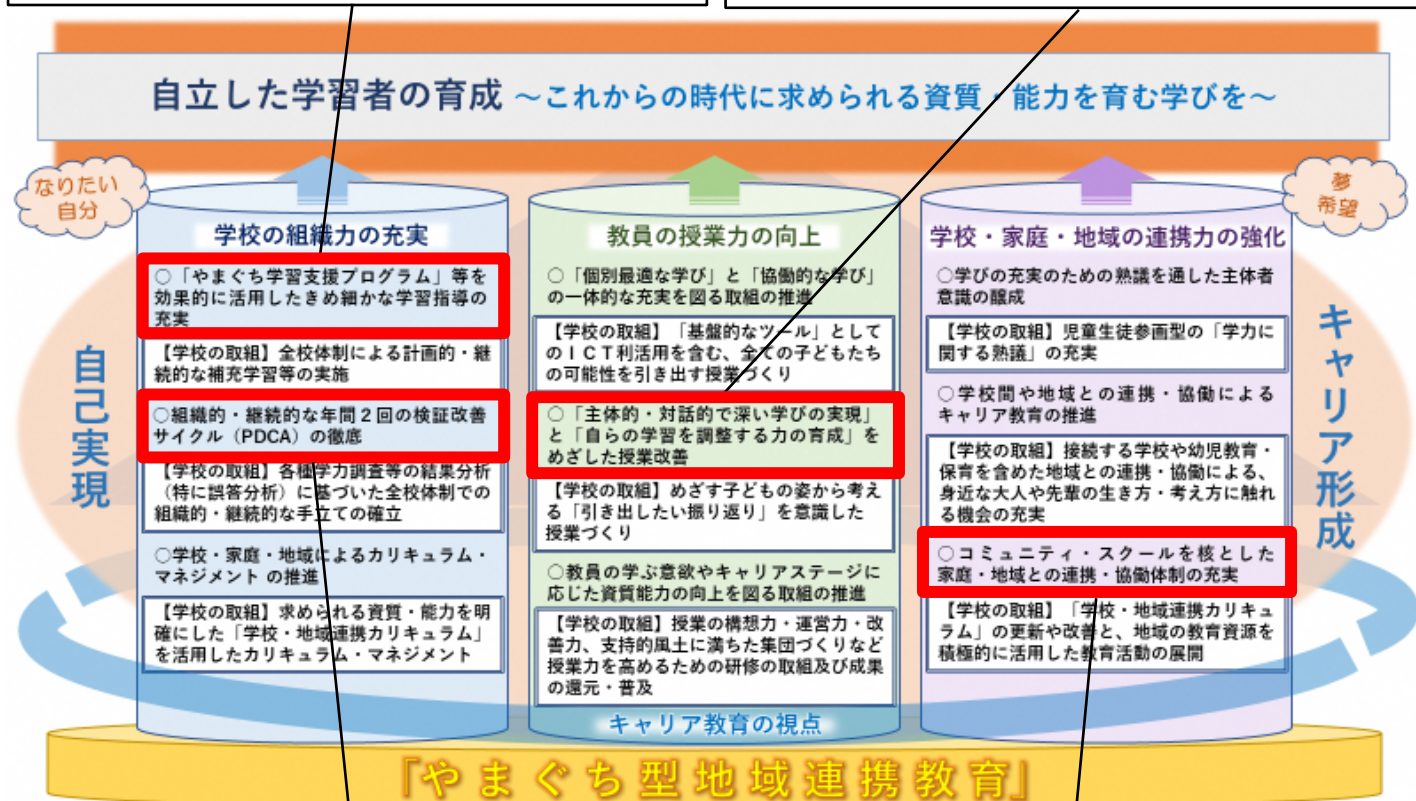 自立した学習者の育成 ～これからの時代に求められる資質・能力を育む学びを～
なりたい
自分
夢
希望
自己実現
キャリア形成
学校の組織力の充実
○「やまぐち学習支援プログラム」等を
効果的に活用したきめ細かな学習指導の
充実
【学校の取組】全校体制による計画的・継
続的な補充学習等の実施
○組織的・継続的な年間２回の検証改善
サイクル（PDCA）の徹底
【学校の取組】各種学力調査等の結果分析
（特に誤答分析）に基づいた全校体制での
組織的・継続的な手立ての確立
○学校・家庭・地域によるカリキュラム・
マネジメント の推進
【学校の取組】求められる資質・能力を明
確にした「学校・地域連携カリキュラム」
を活用したカリキュラム・マネジメント
教員の授業力の向上
○「個別最適な学び」と「協働的な学び」
の一体的な充実を図る取組の推進
【学校の取組】「基盤的なツール」として
のＩＣＴ利活用を含む、全ての子どもたち
の可能性を引き出す授業づくり
○「主体的・対話的で深い学びの実現」
と「自らの学習を調整する力の育成」を
めざした授業改善
【学校の取組】めざす子どもの姿から考え
る「引き出したい振り返り」を意識した
授業づくり
○教員の学ぶ意欲やキャリアステージに
応じた資質能力の向上を図る取組の推進
【学校の取組】授業の構想力・運営力・改
善力、支持的風土に満ちた集団づくりなど
授業力を高めるための研修の取組及び成果
の還元・普及
学校・家庭・地域の連携力の強化
○学びの充実のための熟議を通した主体者
意識の醸成
【学校の取組】児童生徒参画型の「学力に
関する熟議」の充実
○学校間や地域との連携・協働による
キャリア教育の推進
【学校の取組】接続する学校や幼児教育・
保育を含めた地域との連携・協働による、
身近な大人や先輩の生き方・考え方に触れ
る機会の充実
○コミュニティ・スクールを核とした
家庭・地域との連携・協働体制の充実
【学校の取組】「学校・地域連携カリキュ
ラム」の更新や改善と、地域の教育資源を
積極的に活用した教育活動の展開
キャリア教育の視点
「やまぐち型地域連携教育」